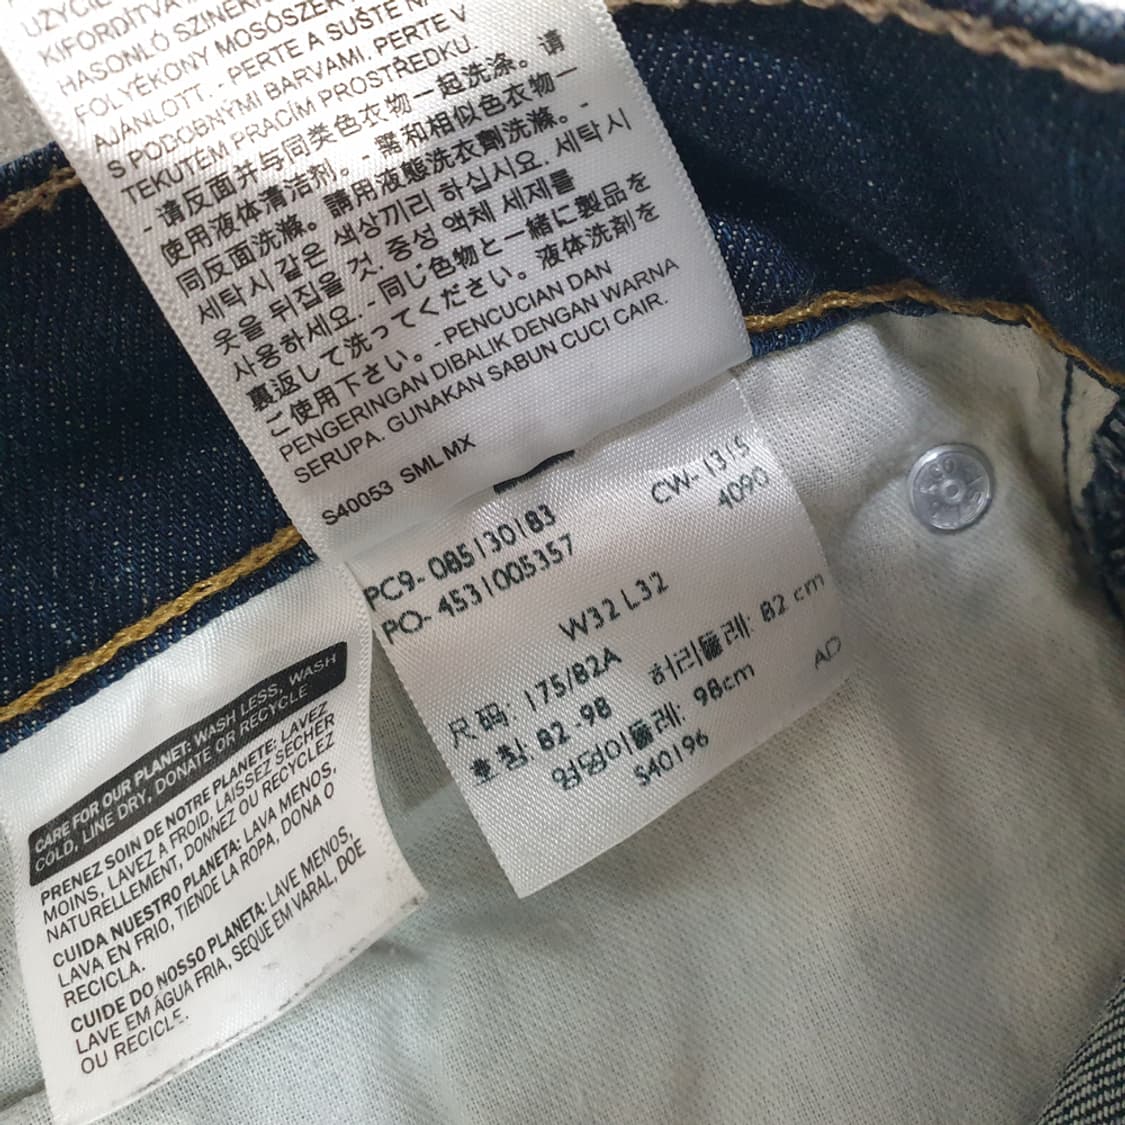 KIFORDÍTVA
HASONLÓ SZÍNEK
FOLYÉKONY MOSÓSZER
AJÁNLOTT. - PERTE A SUŠTE NA
S PODOBNÝMI BARVAMI. PERTE V
TEKUTÉM PRACÍM PROSTŘEDKU.
- 请反面并与同类色衣物一起洗涤。请
使用液体清洁剂。 - 需和相似色衣物一
同反面洗滌。請用液態洗衣劑洗滌。 -
세탁시 같은 색상끼리 하십시요. 세탁시
옷을 뒤집을 것. 중성 액체 세제를
사용하세요. - 同じ色物と一緒に製品を
裏返して洗ってください。液体洗剤を
ご使用下さい。 - PENCUCIAN DAN
PENGERINGAN DIBALIK DENGAN WARNA
SERUPA. GUNAKAN SABUN CUCI CAIR.
S40053 SML MX
PC9- 085130183 CW- 1315
PO- 4531005357 4090
W32 L32
尺码: 175/82A 허리둘레: 82 cm
호칭: 82 -98
엉덩이둘레: 98cm AD
S40196
CARE FOR OUR PLANET: WASH LESS, WASH
COLD, LINE DRY, DONATE OR RECYCLE
PRENEZ SOIN DE NOTRE PLANETE: LAVEZ
MOINS, LAVEZ A FROID, LAISSEZ SÉCHER
NATURELLEMENT, DONNEZ OU RECYCLEZ
CUIDA NUESTRO PLANETA: LAVA MENOS,
LAVA EN FRIO, TIENDE LA ROPA, DONA O
RECICLA.
CUIDE DO NOSSO PLANETA: LAVE MENOS,
LAVE EM ÁGUA FRIA, SEQUE EM VARAL, DOE
OU RECICLE.